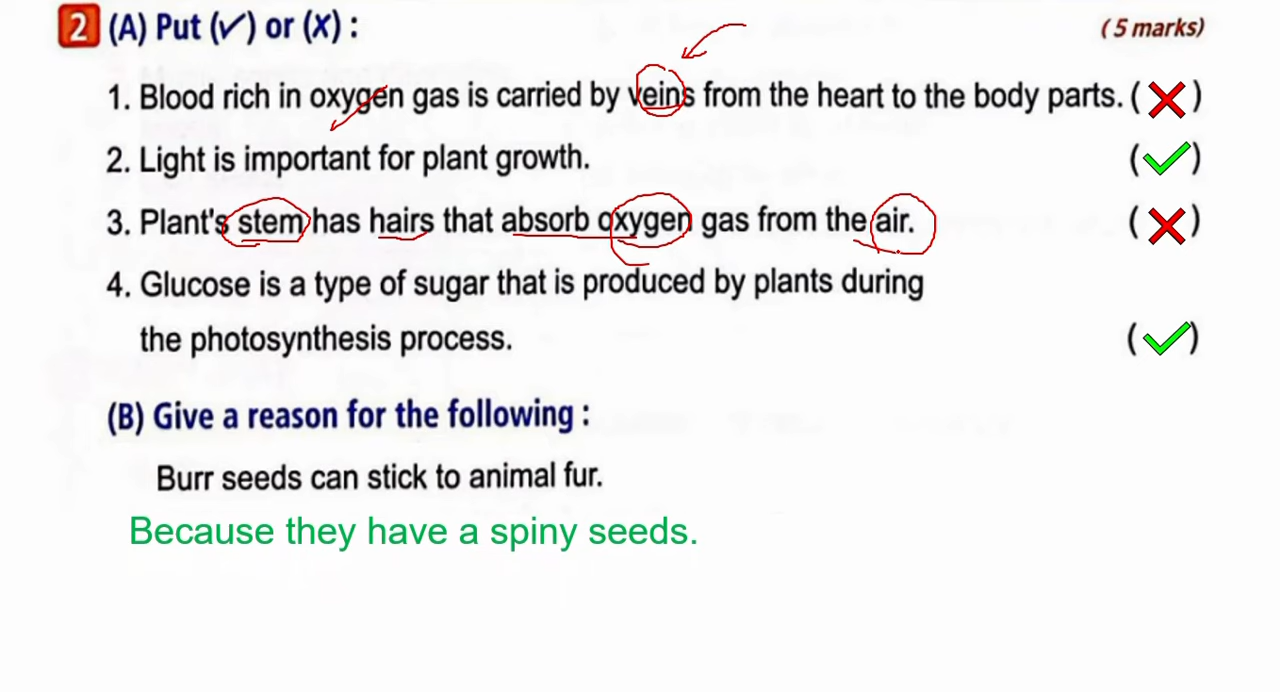 2 (A) Put (✓) or (X) : (5 marks)
1. Blood rich in oxygen gas is carried by veins from the heart to the body parts. (❌)
2. Light is important for plant growth. (✓)
3. Plant's stem has hairs that absorb oxygen gas from the air. (❌)
4. Glucose is a type of sugar that is produced by plants during
the photosynthesis process. (✓)
(B) Give a reason for the following :
Burr seeds can stick to animal fur.
Because they have a spiny seeds.